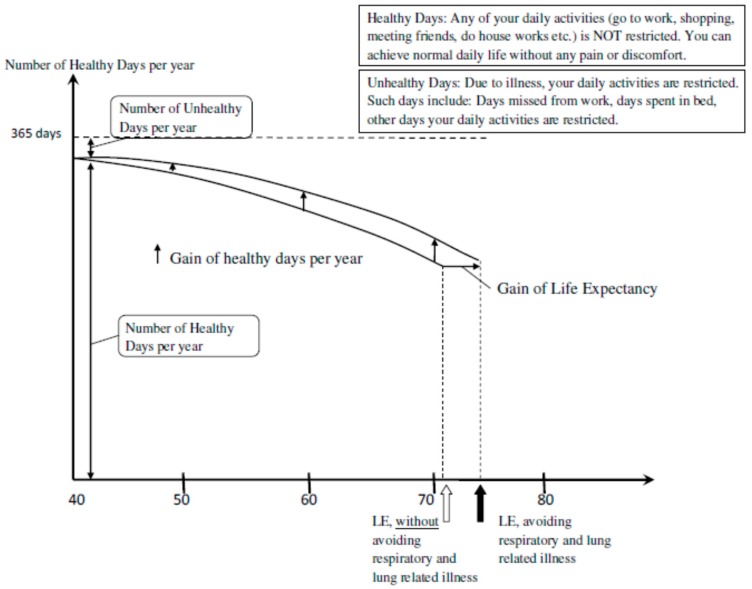 Healthy Days: Any of your daily activities (go to work, shopping,
meeting friends, do house works etc.) is NOT restricted. You can
achieve normal daily life without any pain or discomfort.
Unhealthy Days: Due to illness, your daily activities are restricted.
Such days include: Days missed from work, days spent in bed,
other days your daily activities are restricted.
Number of Healthy Days per year
Number of Unhealthy
Days per year
365 days
Gain of healthy days per year
Gain of Life Expectancy
Number of Healthy
Days per year
40
50
60
70
80
LE, without
avoiding
respiratory and
lung related illness
LE, avoiding
respiratory and lung
related illness